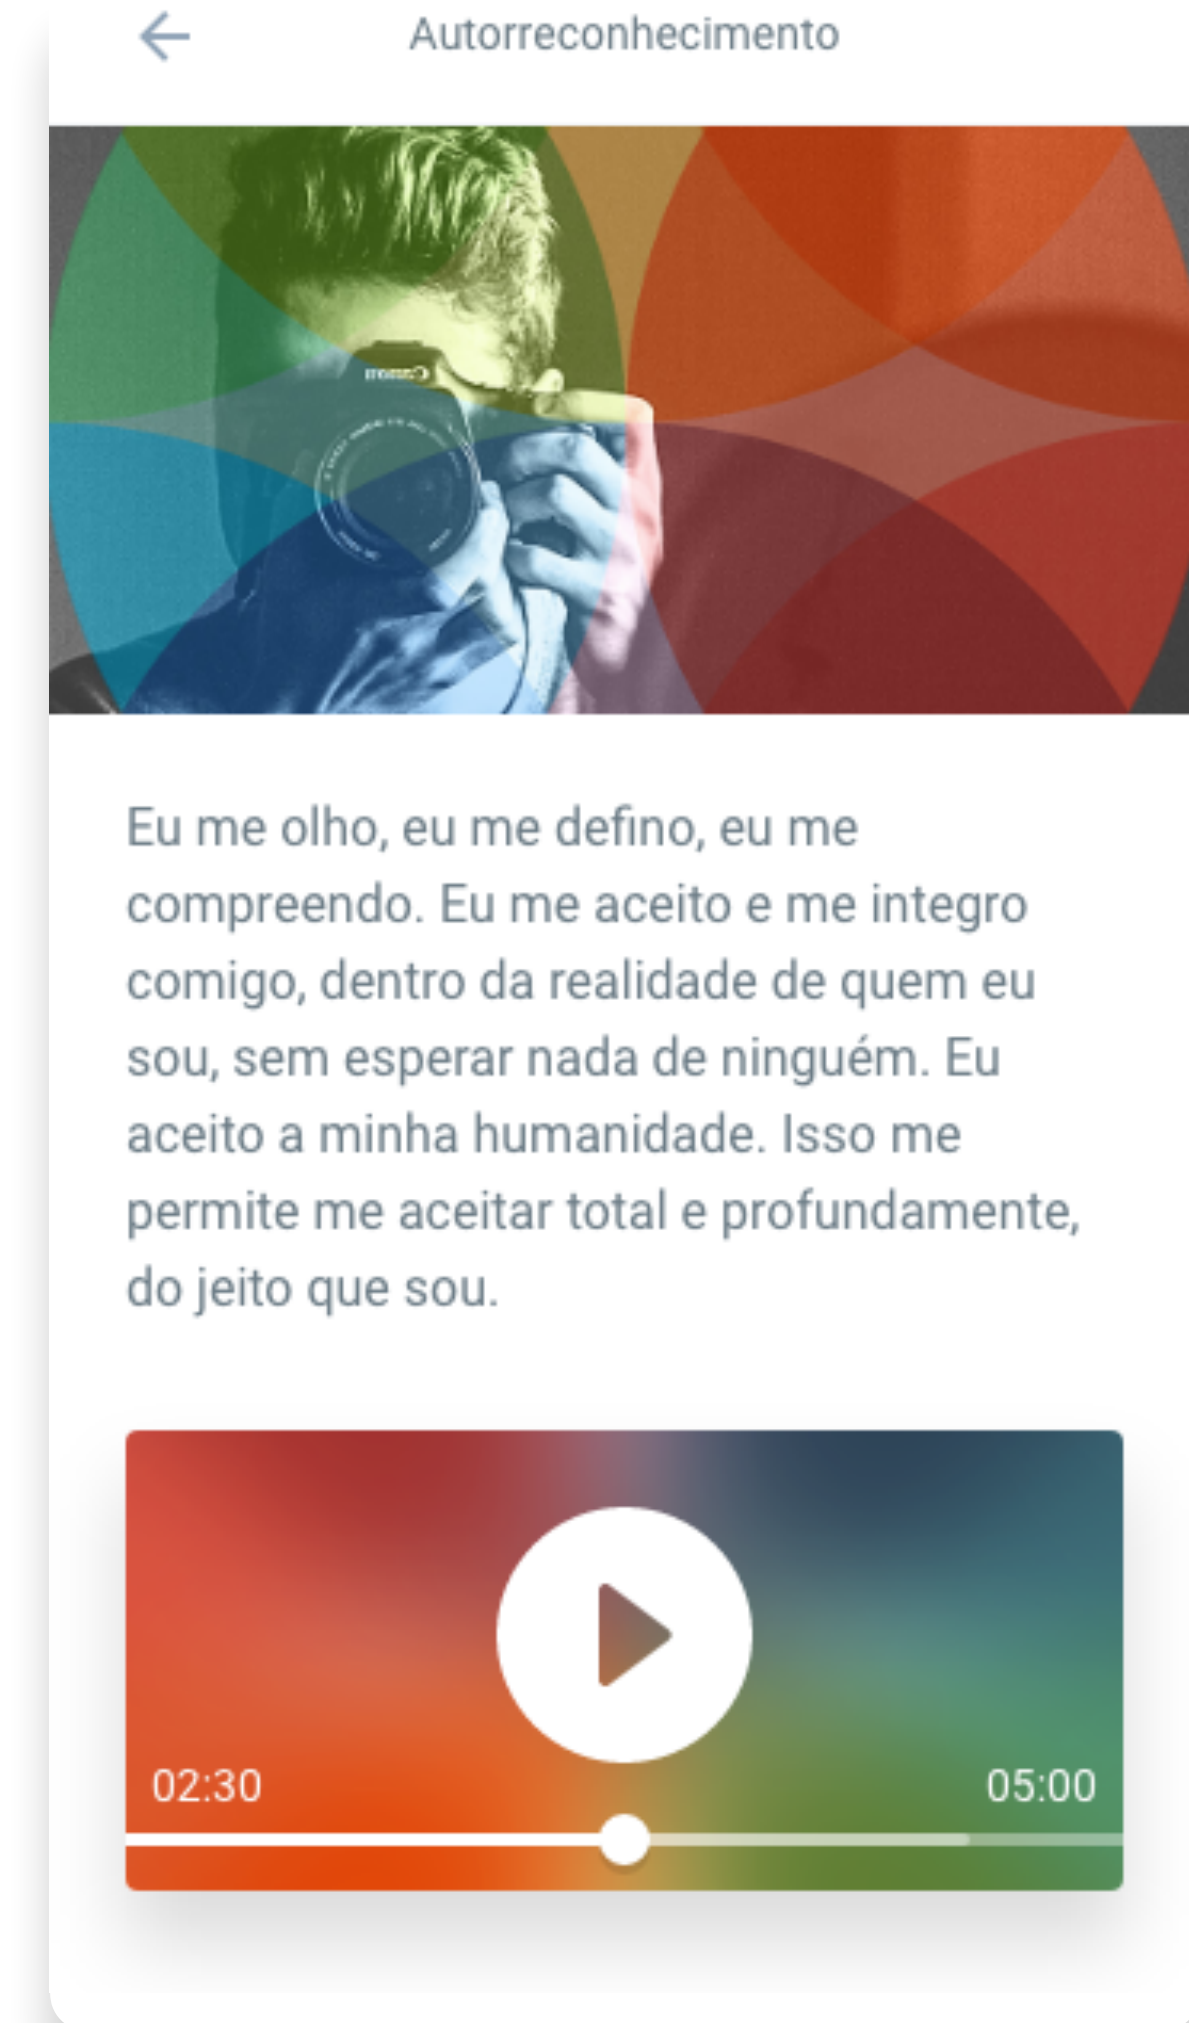 Autorreconhecimento
Canon
Eu me olho, eu me defino, eu me
compreendo. Eu me aceito e me integro
comigo, dentro da realidade de quem eu
sou, sem esperar nada de ninguém. Eu
aceito a minha humanidade. Isso me
permite me aceitar total e profundamente,
do jeito que sou.
02:30
05:00